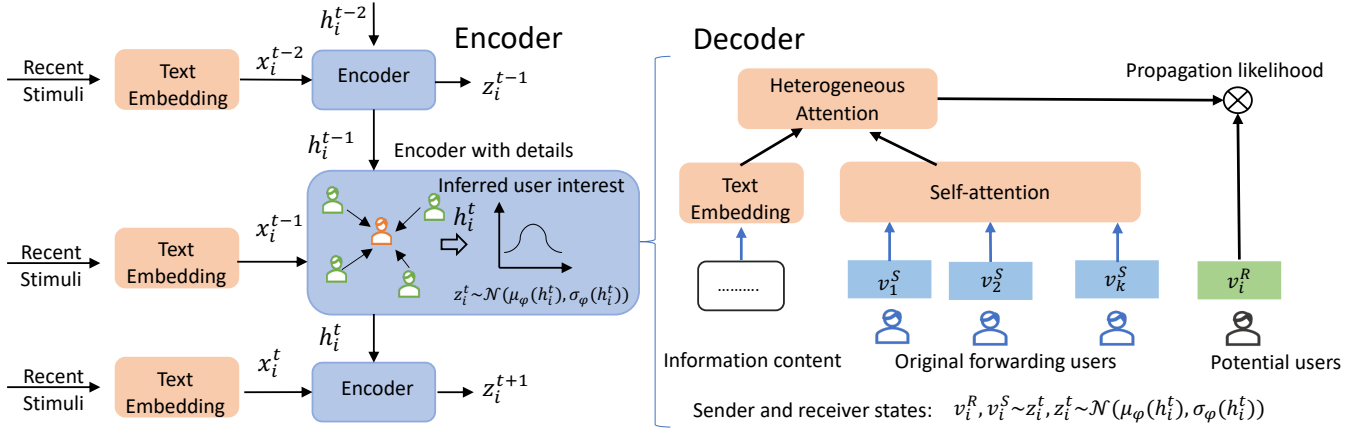 Encoder
Recent
Stimuli
Text
Embedding
x_i^{t-2}
h_i^{t-2}
Encoder
z_i^{t-1}
h_i^{t-1}
Encoder with details
Recent
Stimuli
Text
Embedding
x_i^{t-1}
Inferred user interest
h_i^t
z_i^t~𝒩(μ_φ(h_i^t), σ_φ(h_i^t))
h_i^t
Recent
Stimuli
Text
Embedding
x_i^t
Encoder
z_i^{t+1}
Decoder
Heterogeneous
Attention
Propagation likelihood
Text
Embedding
Self-attention
..........
v_1^S
v_2^S
v_k^S
v_i^R
Information content
Original forwarding users
Potential users
Sender and receiver states: v_i^R, v_i^S~z_i^t, z_i^t~𝒩(μ_φ(h_i^t), σ_φ(h_i^t))